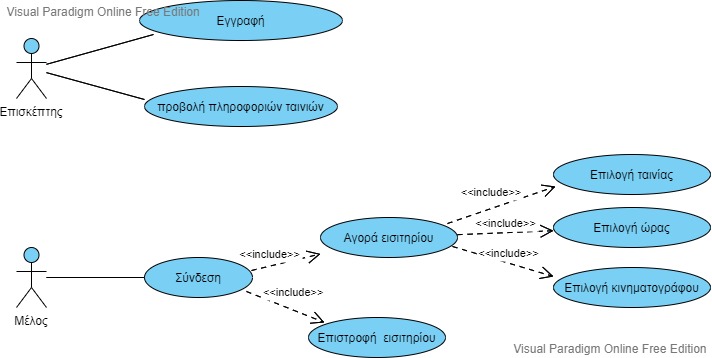 Visual Paradigm Online Free Edition
Εγγραφή
Επισκέπτης
προβολή πληροφοριών ταινιών
Επιλογή ταινίας
<<include>>
Αγορά εισιτηρίου
<<include>>
Επιλογή ώρας
<<include>>
Σύνδεση
<<include>>
Επιλογή κινηματογράφου
<<include>>
Μέλος
Επιστροφή εισιτηρίου
Visual Paradigm Online Free Edition